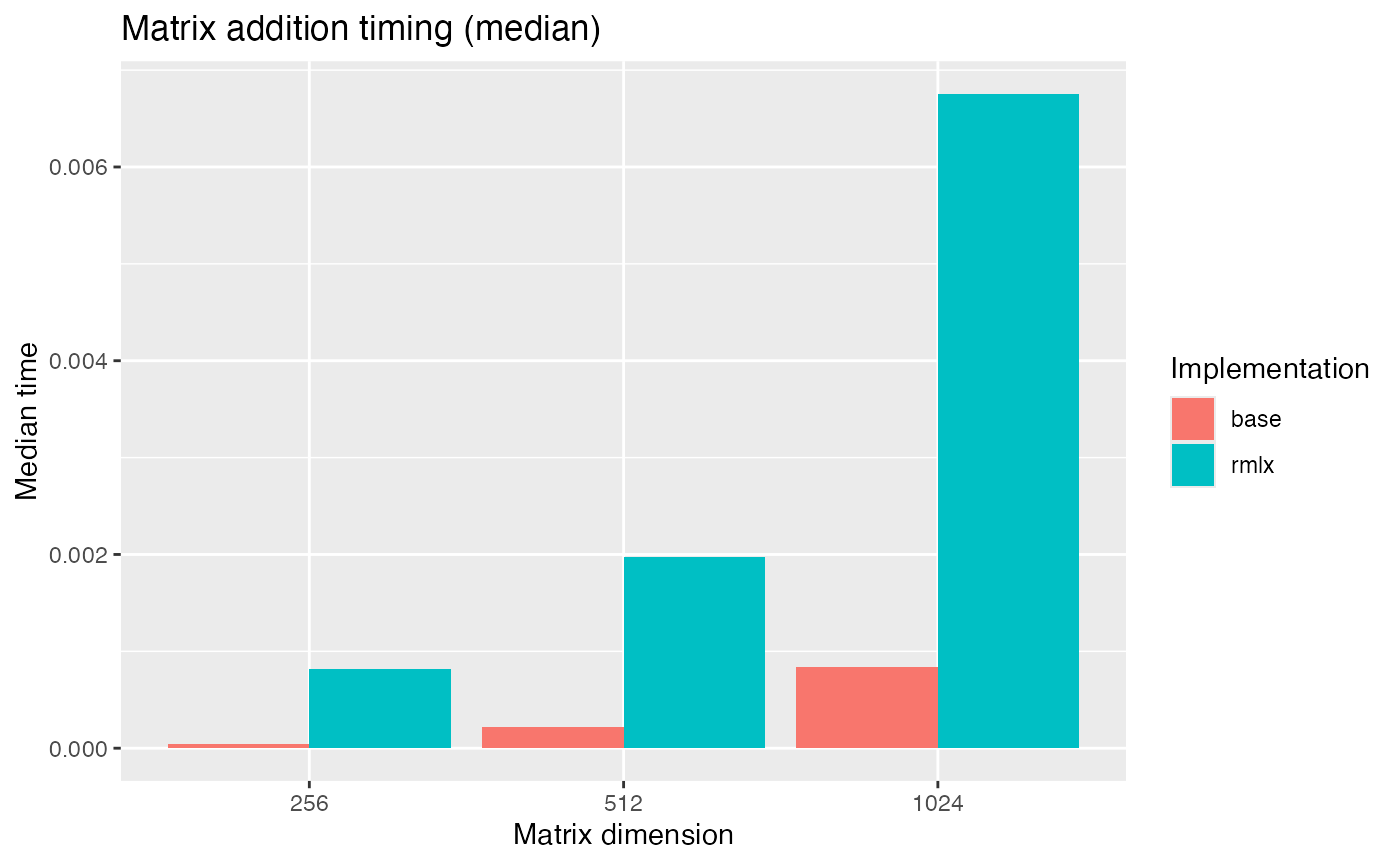 Matrix addition timing (median)
0.006
0.004
0.002
0.000
Median time
256 512 1024
Matrix dimension
Implementation
base
rmlx